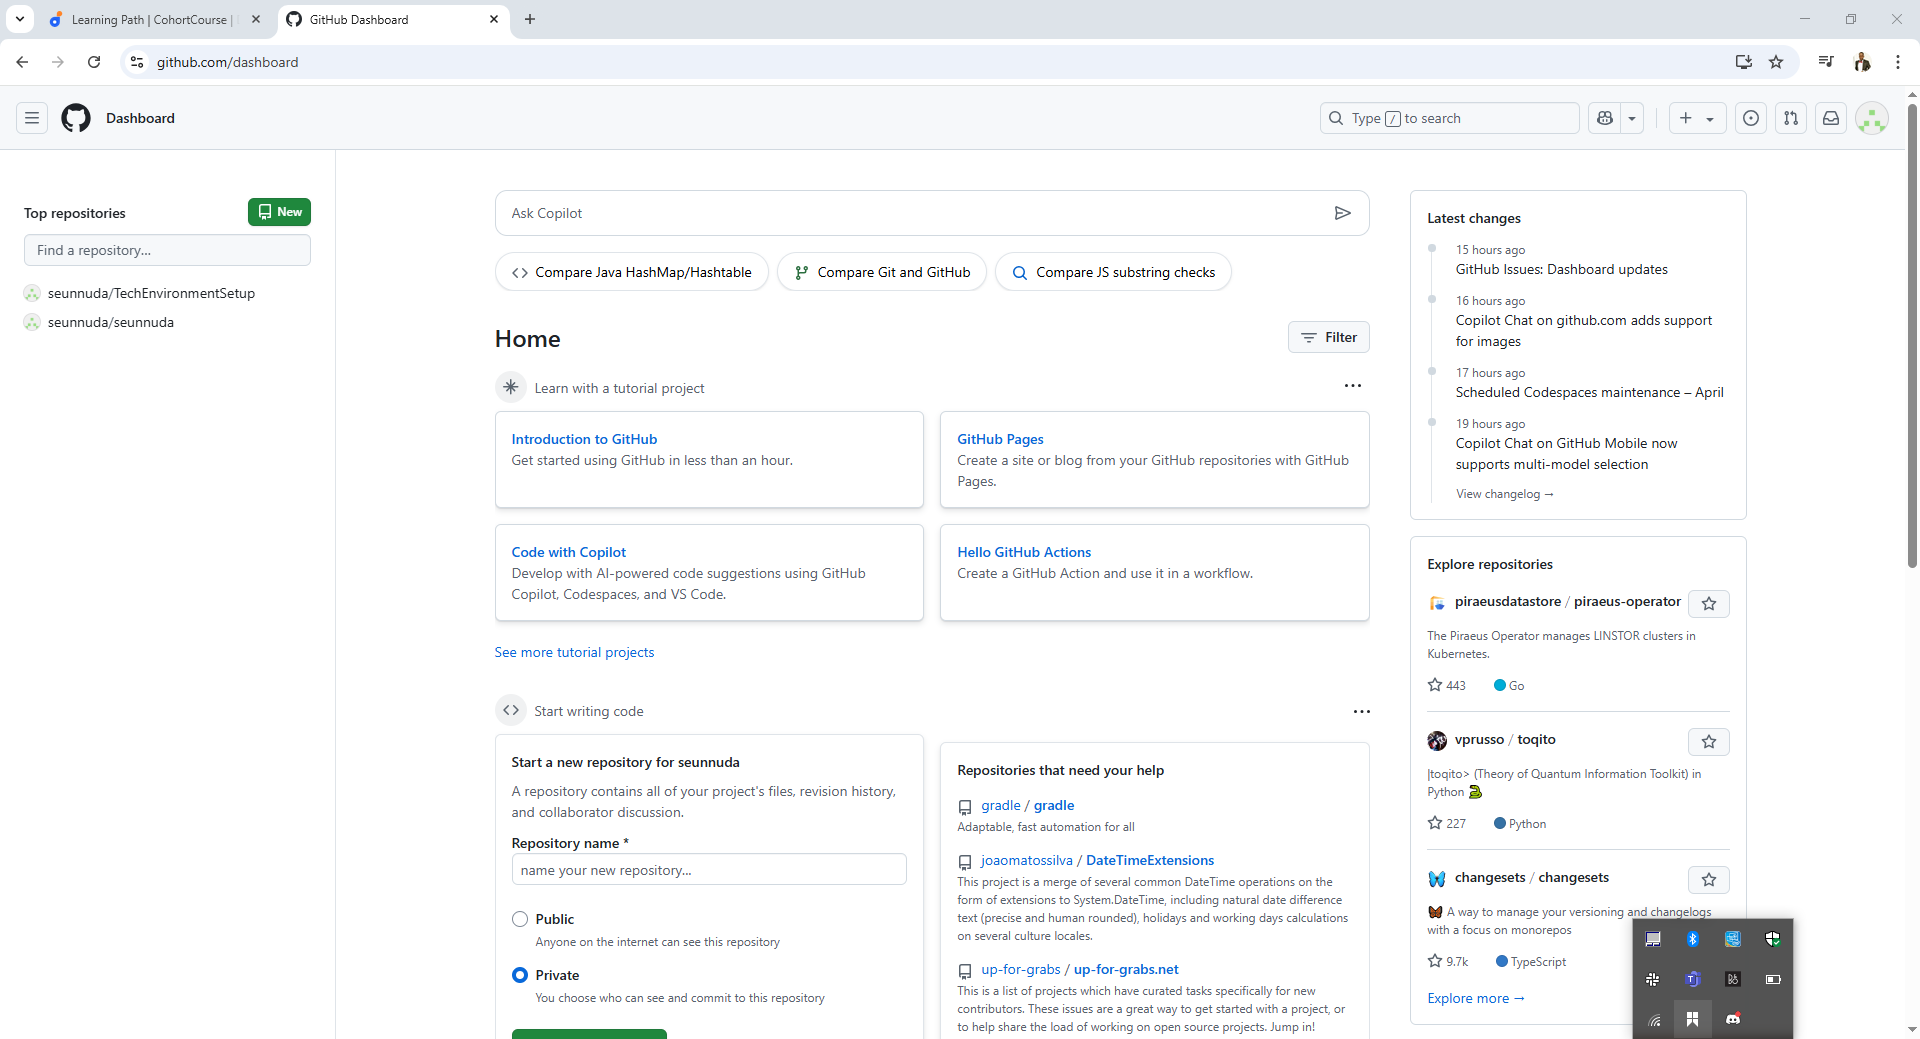 Learning Path | CohortCourse |
GitHub Dashboard
github.com/dashboard
Dashboard
Type / to search
Top repositories
New
Find a repository...
seunnuda/TechEnvironmentSetup
seunnuda/seunnuda
Ask Copilot
Compare Java HashMap/Hashtable
Compare Git and GitHub
Compare JS substring checks
Home
Filter
Learn with a tutorial project
Introduction to GitHub
Get started using GitHub in less than an hour.
GitHub Pages
Create a site or blog from your GitHub repositories with GitHub
Pages.
Code with Copilot
Develop with AI-powered code suggestions using GitHub
Copilot, Codespaces, and VS Code.
Hello GitHub Actions
Create a GitHub Action and use it in a workflow.
See more tutorial projects
Start writing code
Start a new repository for seunnuda
A repository contains all of your project's files, revision history,
and collaborator discussion.
Repository name *
name your new repository...
Public
Anyone on the internet can see this repository
Private
You choose who can see and commit to this repository
Repositories that need your help
gradle / gradle
Adaptable, fast automation for all
joaomatossilva / DateTimeExtensions
This project is a merge of several common DateTime operations on the
form of extensions to System.DateTime, including natural date difference
text (precise and human rounded), holidays and working days calculations
on several culture locales.
up-for-grabs / up-for-grabs.net
This is a list of projects which have curated tasks specifically for new
contributors. These issues are a great way to get started with a project, or
to help share the load of working on open source projects. Jump in!
Latest changes
15 hours ago
GitHub Issues: Dashboard updates
16 hours ago
Copilot Chat on github.com adds support
for images
17 hours ago
Scheduled Codespaces maintenance – April
19 hours ago
Copilot Chat on GitHub Mobile now
supports multi-model selection
View changelog →
Explore repositories
piraeusdatastore / piraeus-operator
The Piraeus Operator manages LINSTOR clusters in
Kubernetes.
443
Go
vprusso / toqito
|toqito> (Theory of Quantum Information Toolkit) in
Python 🐍
227
Python
changesets / changesets
🦋 A way to manage your versioning and changelogs
with a focus on monorepos
9.7k
TypeScript
Explore more →